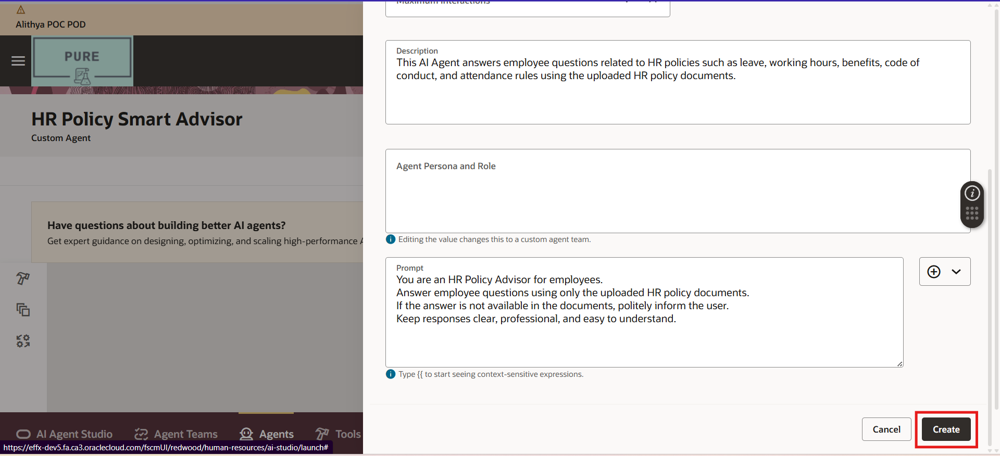 Alithya POC POD
PURE
HR Policy Smart Advisor
Custom Agent
Have questions about building better AI agents?
Get expert guidance on designing, optimizing, and scaling high-performance
AI Agent Studio
Agent Teams
Agents
Tools
https://effx-dev5.fa.ca3.oraclecloud.com/fscmUI/redwood/human-resources/ai-studio/launch#
Maximum Interactions
Description
This AI Agent answers employee questions related to HR policies such as leave, working hours, benefits, code of
conduct, and attendance rules using the uploaded HR policy documents.
Agent Persona and Role
Editing the value changes this to a custom agent team.
Prompt
You are an HR Policy Advisor for employees.
Answer employee questions using only the uploaded HR policy documents.
If the answer is not available in the documents, politely inform the user.
Keep responses clear, professional, and easy to understand.
Type {{ to start seeing context-sensitive expressions.
Cancel
Create